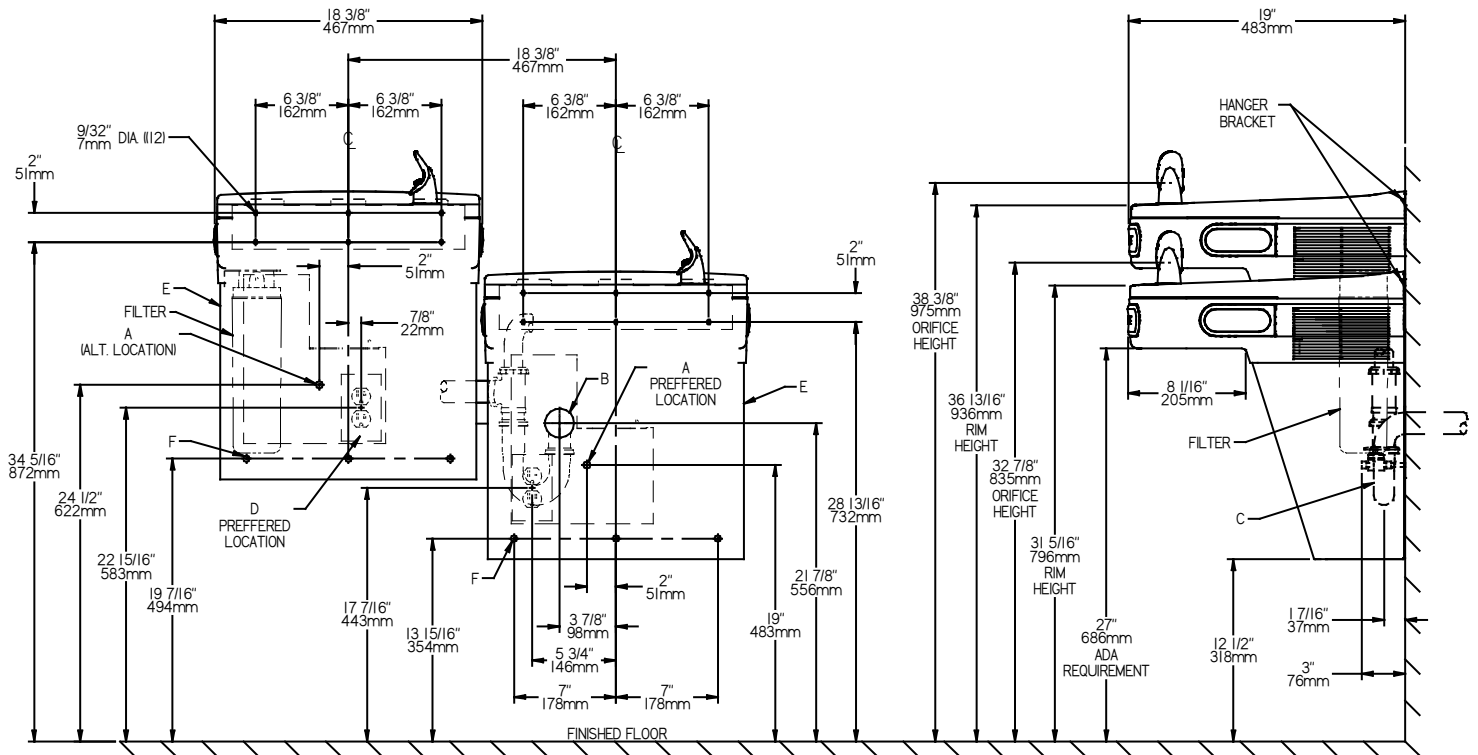 18 3/8"
467mm
18 3/8"
467mm
6 3/8"
162mm
6 3/8"
162mm
6 3/8"
162mm
6 3/8"
162mm
9/32" DIA. (12)
7mm
2"
51mm
2"
51mm
2"
51mm
7/8"
22mm
E
FILTER
A
(ALT. LOCATION)
F
D
PREFFERED
LOCATION
B
A
PREFFERED
LOCATION
E
F
34 5/16"
872mm
24 1/2"
622mm
22 15/16"
583mm
19 7/16"
494mm
17 7/16"
443mm
13 15/16"
354mm
2"
51mm
3 7/8"
98mm
5 3/4"
146mm
7"
178mm
7"
178mm
19"
483mm
21 7/8"
556mm
28 13/16"
732mm
FINISHED FLOOR
19"
483mm
HANGER
BRACKET
38 3/8"
975mm
ORIFICE
HEIGHT
36 13/16"
936mm
RIM
HEIGHT
32 7/8"
835mm
ORIFICE
HEIGHT
31 5/16"
796mm
RIM
HEIGHT
27"
686mm
ADA
REQUIREMENT
8 1/16"
205mm
FILTER
C
12 1/2"
318mm
1 7/16"
37mm
3"
76mm